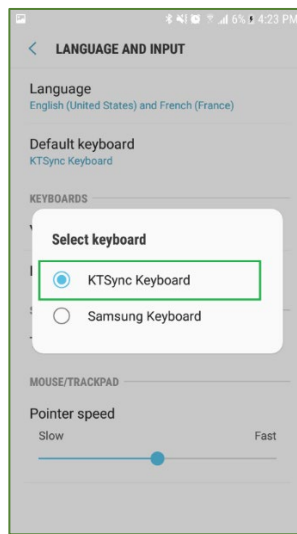 6% 4:23 PM
LANGUAGE AND INPUT
Language
English (United States) and French (France)
Default keyboard
KTSync Keyboard
KEYBOARDS
Select keyboard
KTSync Keyboard
Samsung Keyboard
MOUSE/TRACKPAD
Pointer speed
Slow Fast